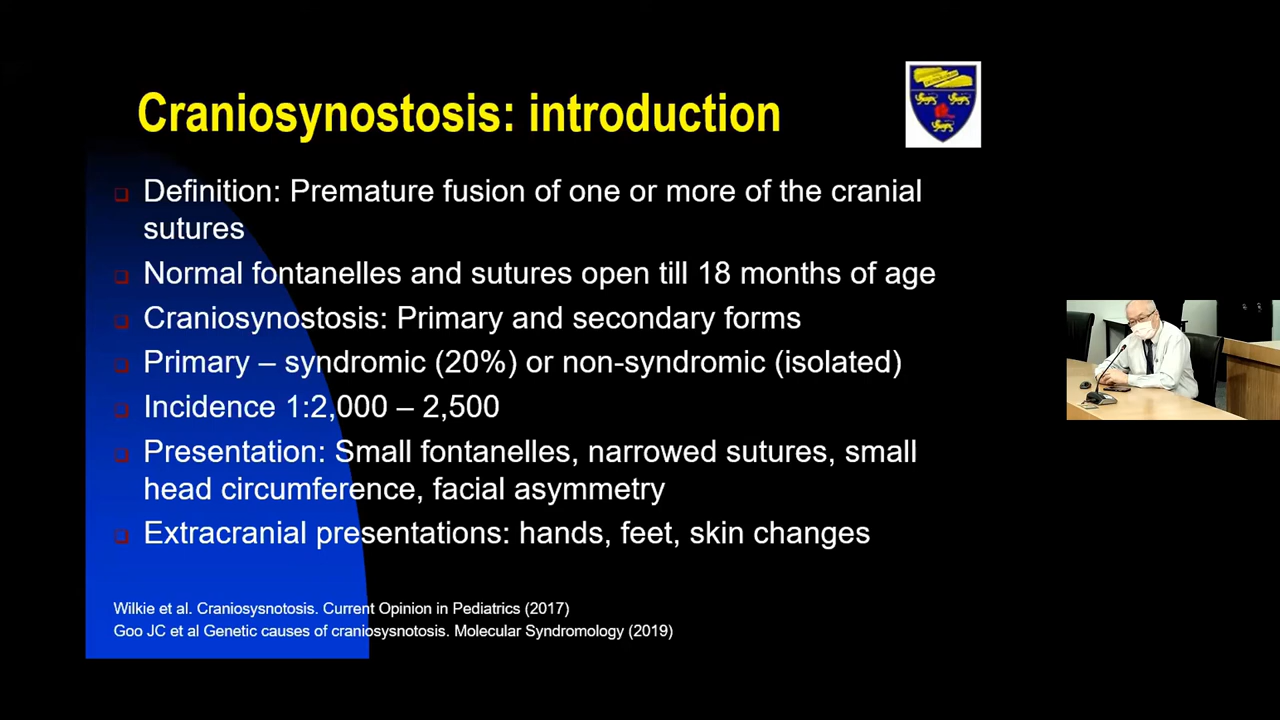 Craniosynostosis: introduction
Definition: Premature fusion of one or more of the cranial
sutures
Normal fontanelles and sutures open till 18 months of age
Craniosynostosis: Primary and secondary forms
Primary – syndromic (20%) or non-syndromic (isolated)
Incidence 1:2,000 – 2,500
Presentation: Small fontanelles, narrowed sutures, small
head circumference, facial asymmetry
Extracranial presentations: hands, feet, skin changes
Wilkie et al. Craniosysnotosis. Current Opinion in Pediatrics (2017)
Goo JC et al Genetic causes of craniosysnotosis. Molecular Syndromology (2019)